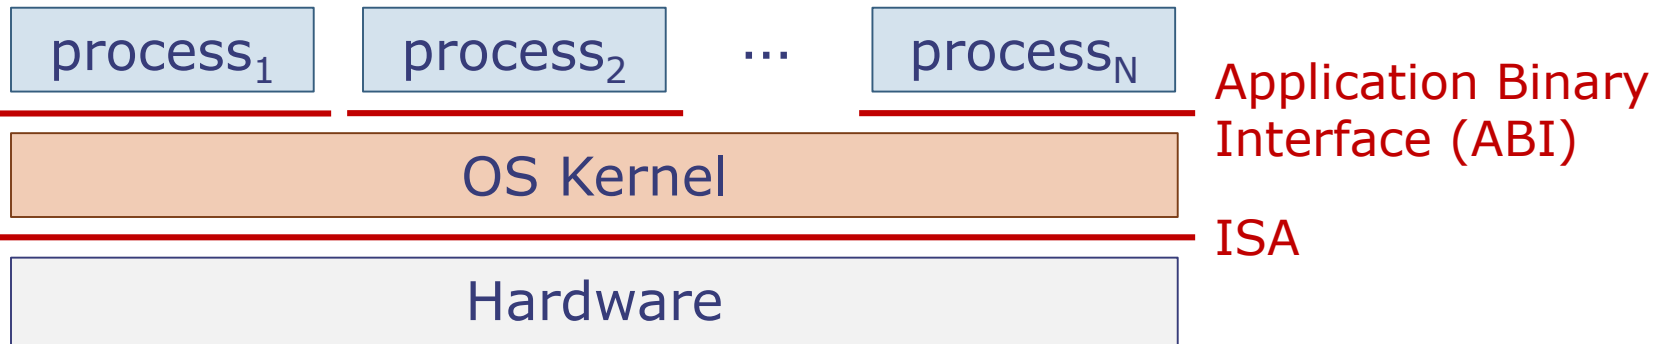 process₁ process₂ ... processN
Application Binary
Interface (ABI)
OS Kernel
ISA
Hardware